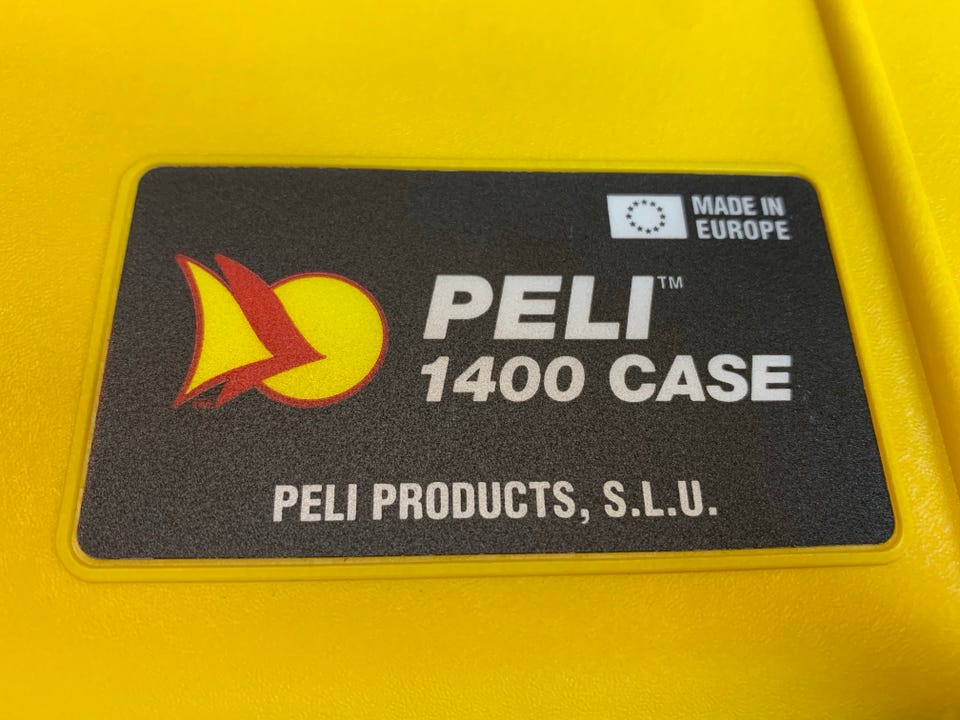 MADE IN
EUROPE
PELI™
1400 CASE
PELI PRODUCTS, S.L.U.